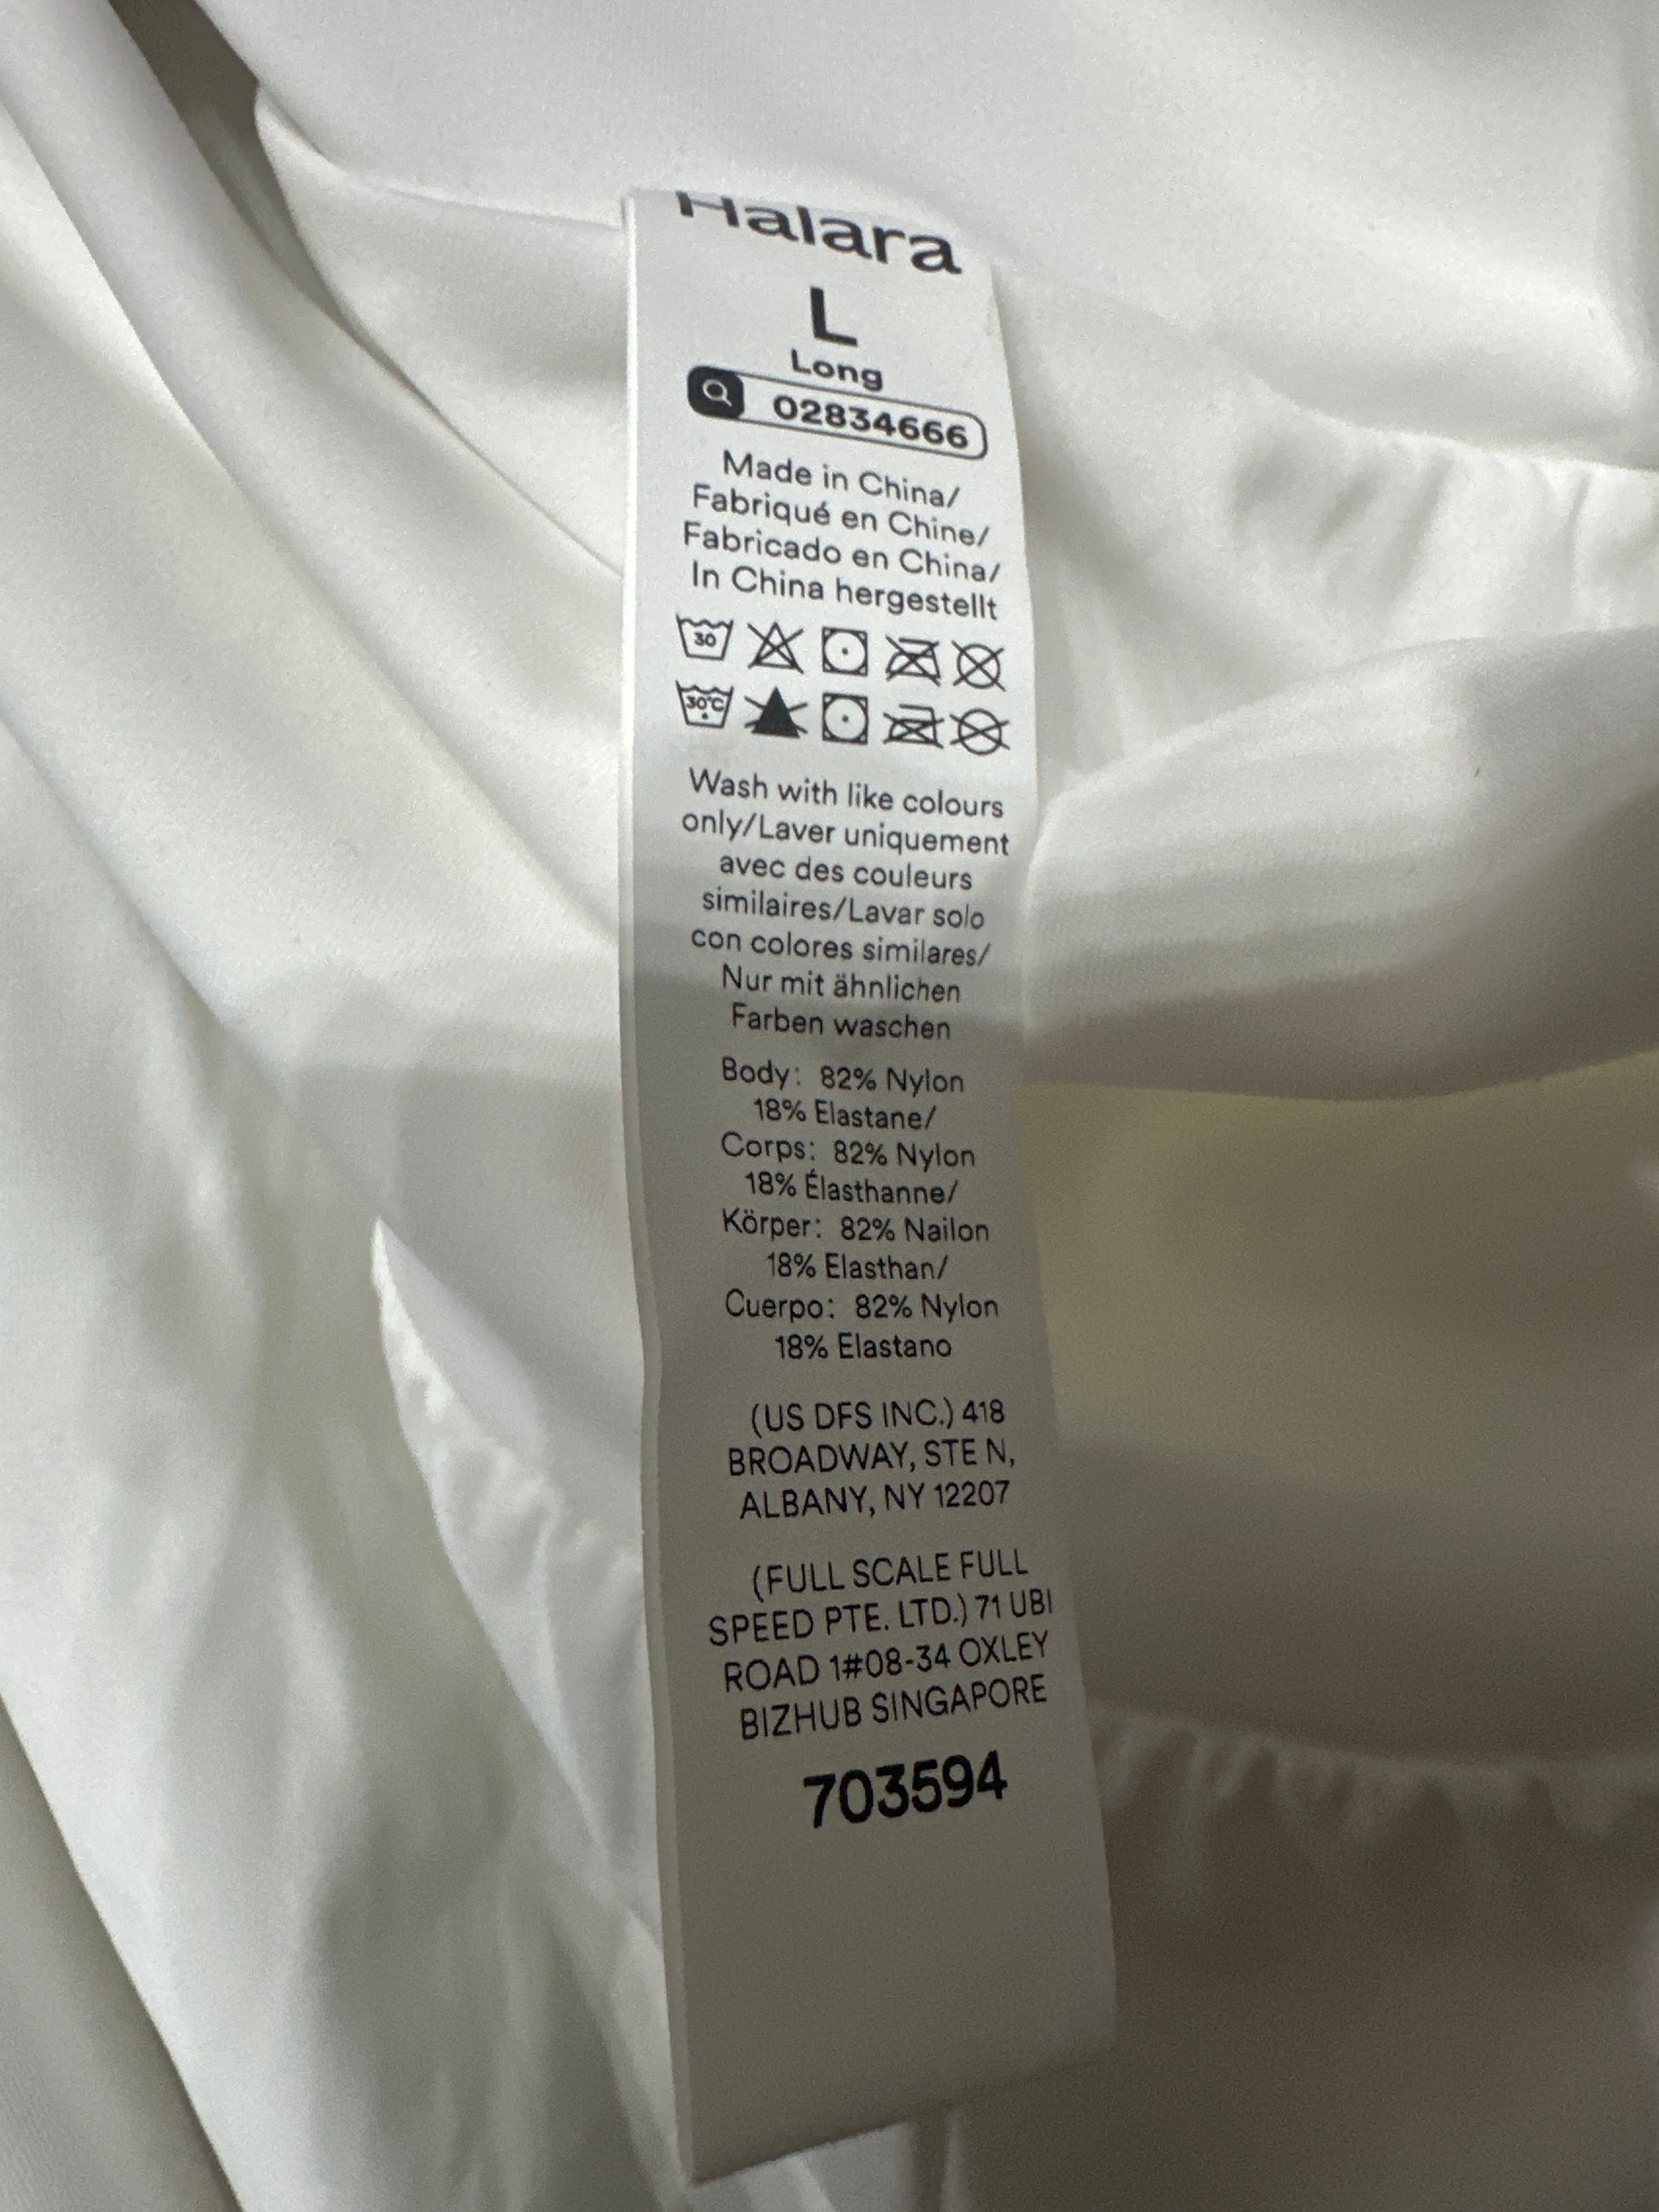 Halara
L
Long
02834666
Made in China/
Fabriqué en Chine/
Fabricado en China/
In China hergestellt
30
30°C
Wash with like colours
only/Laver uniquement
avec des couleurs
similaires/Lavar solo
con colores similares/
Nur mit ähnlichen
Farben waschen
Body: 82% Nylon
18% Elastane/
Corps: 82% Nylon
18% Élasthanne/
Körper: 82% Nailon
18% Elasthan/
Cuerpo: 82% Nylon
18% Elastano
(US DFS INC.) 418
BROADWAY, STE N,
ALBANY, NY 12207
(FULL SCALE FULL
SPEED PTE. LTD.) 71 UBI
ROAD 1#08-34 OXLEY
BIZHUB SINGAPORE
703594